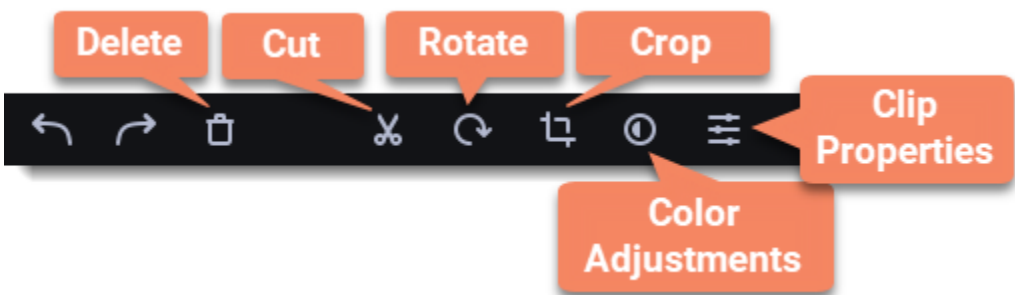 Delete
Cut
Rotate
Crop
Clip
Properties
Color
Adjustments